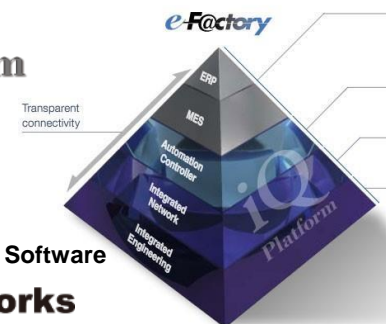 e-F@ctory
m
ERP
MES
Transparent
connectivity
Automation
Controller
Integrated
Network
Integrated
Engineering
iQ
Platform
Software
orks